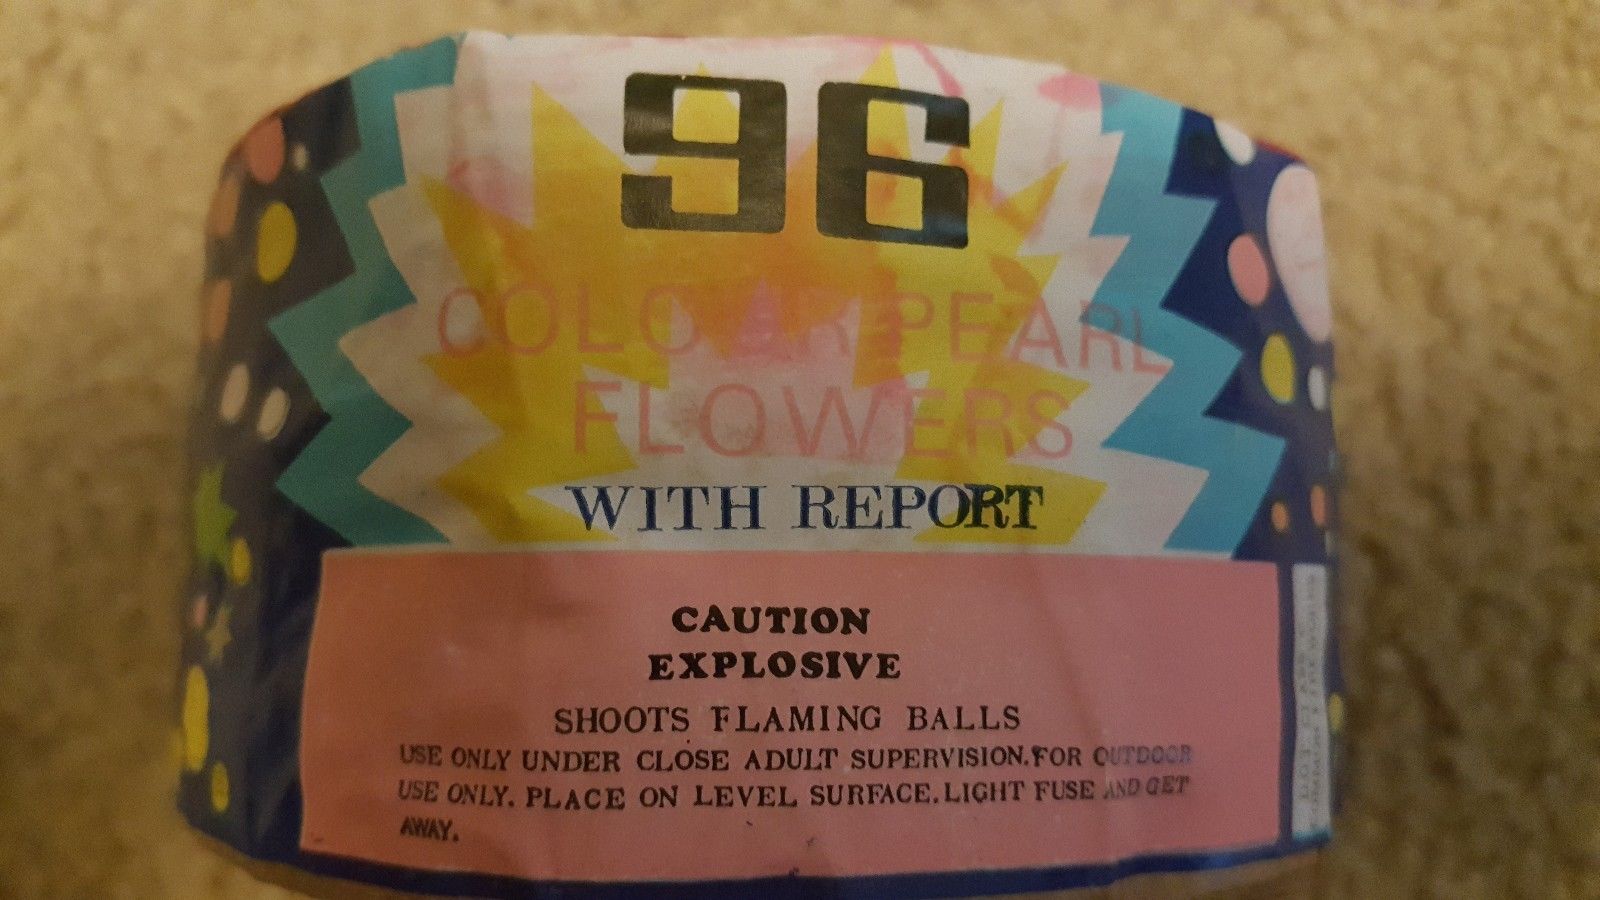 96
COLOUR PEARL
FLOWERS
WITH REPORT
CAUTION
EXPLOSIVE
SHOOTS FLAMING BALLS
USE ONLY UNDER CLOSE ADULT SUPERVISION.FOR OUTDOOR
USE ONLY. PLACE ON LEVEL SURFACE.LIGHT FUSE AND GET
AWAY.